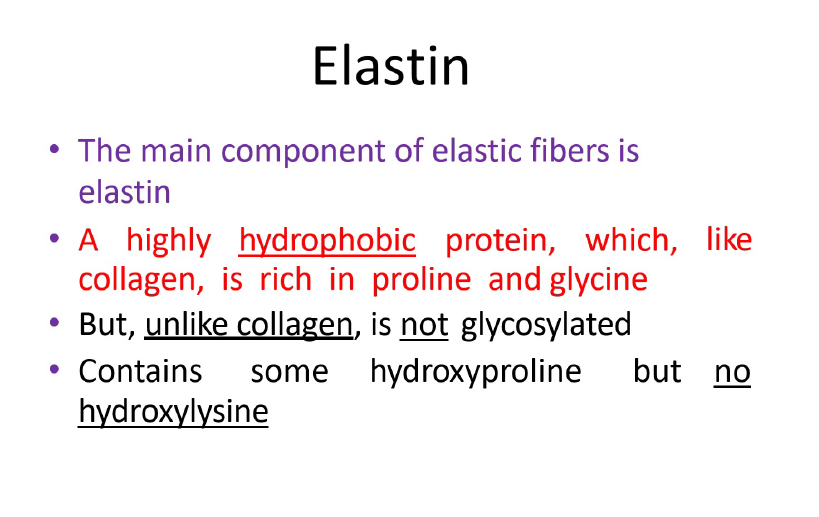 Elastin
• The main component of elastic fibers is
elastin
• A highly hydrophobic protein, which, like
collagen, is rich in proline and glycine
• But, unlike collagen, is not glycosylated
• Contains some hydroxyproline but no
hydroxylysine